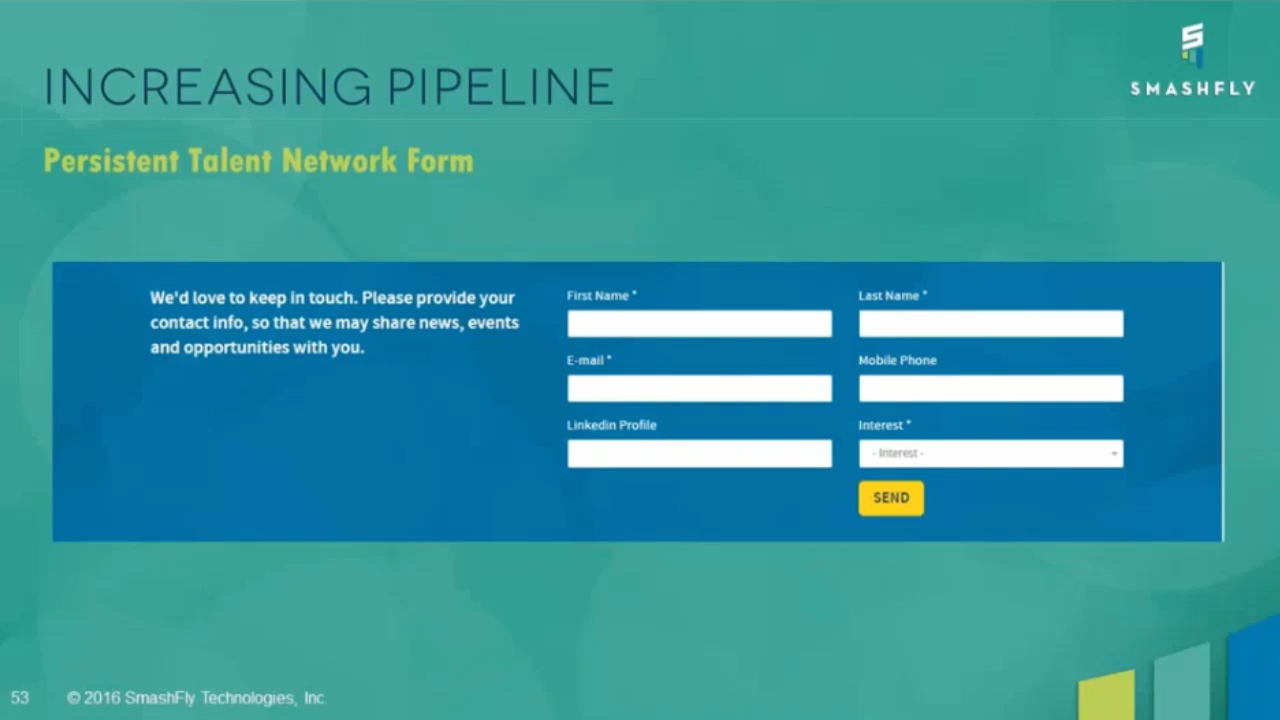 INCREASING PIPELINE
SMASHFLY
Persistent Talent Network Form
We'd love to keep in touch. Please provide your
contact info, so that we may share news, events
and opportunities with you.
First Name *
Last Name *
E-mail *
Mobile Phone
Linkedin Profile
Interest *
- Interest -
SEND
53
© 2016 SmashFly Technologies, Inc.